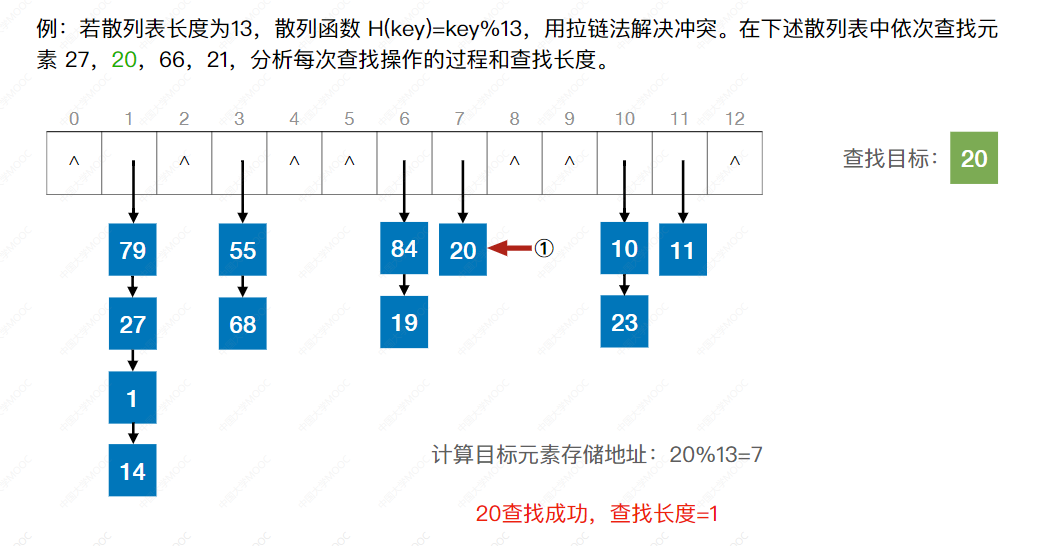 例：若散列表长度为13，散列函数 H(key)=key%13，用拉链法解决冲突。在下述散列表中依次查找元
素 27，20，66，21，分析每次查找操作的过程和查找长度。
0 1 2 3 4 5 6 7 8 9 10 11 12
^ ^ ^ ^ ^ ^ ^
查找目标： 20
79 55 84 20 ① 10 11
27 68 19 23
1
14
计算目标元素存储地址：20%13=7
20查找成功，查找长度=1